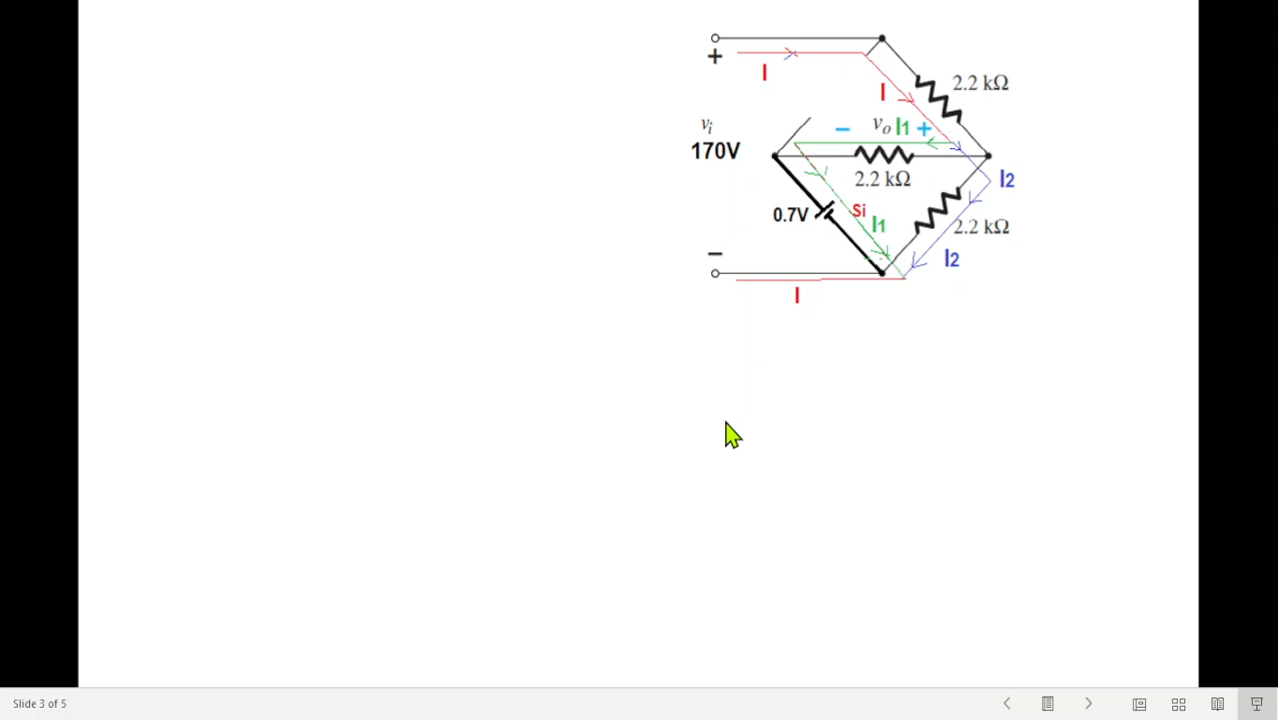 +
I
2.2 kΩ
I
vi
− vo I1 +
170V
2.2 kΩ
I2
0.7V
Si
I1
2.2 kΩ
−
I2
I
Slide 3 of 5